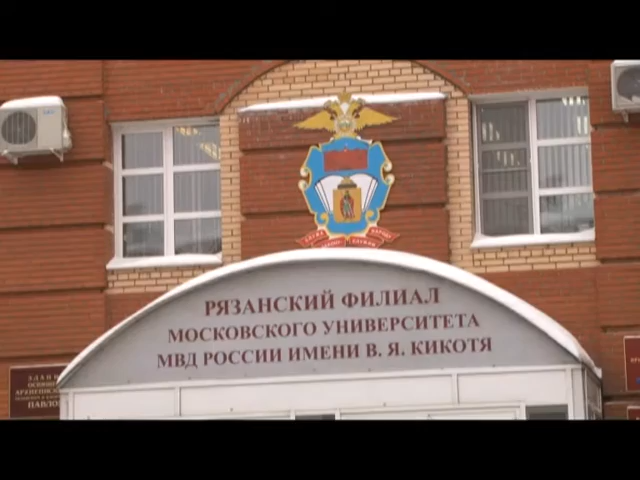 РЯЗАНСКИЙ ФИЛИАЛ
МОСКОВСКОГО УНИВЕРСИТЕТА
МВД РОССИИ ИМЕНИ В. Я. КИКОТЯ